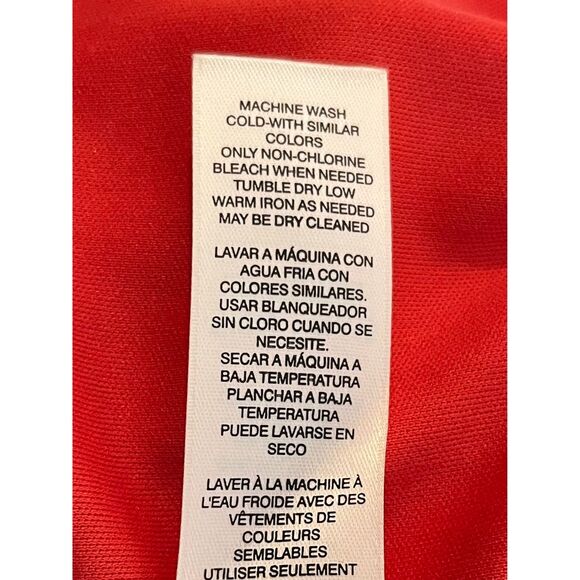 MACHINE WASH
COLD-WITH SIMILAR
COLORS
ONLY NON-CHLORINE
BLEACH WHEN NEEDED
TUMBLE DRY LOW
WARM IRON AS NEEDED
MAY BE DRY CLEANED
LAVAR A MÁQUINA CON
AGUA FRIA CON
COLORES SIMILARES.
USAR BLANQUEADOR
SIN CLORO CUANDO SE
NECESITE.
SECAR A MÁQUINA A
BAJA TEMPERATURA
PLANCHAR A BAJA
TEMPERATURA
PUEDE LAVARSE EN
SECO
LAVER À LA MACHINE À
L'EAU FROIDE AVEC DES
VÊTEMENTS DE
COULEURS
SEMBLABLES
UTILISER SEULEMENT